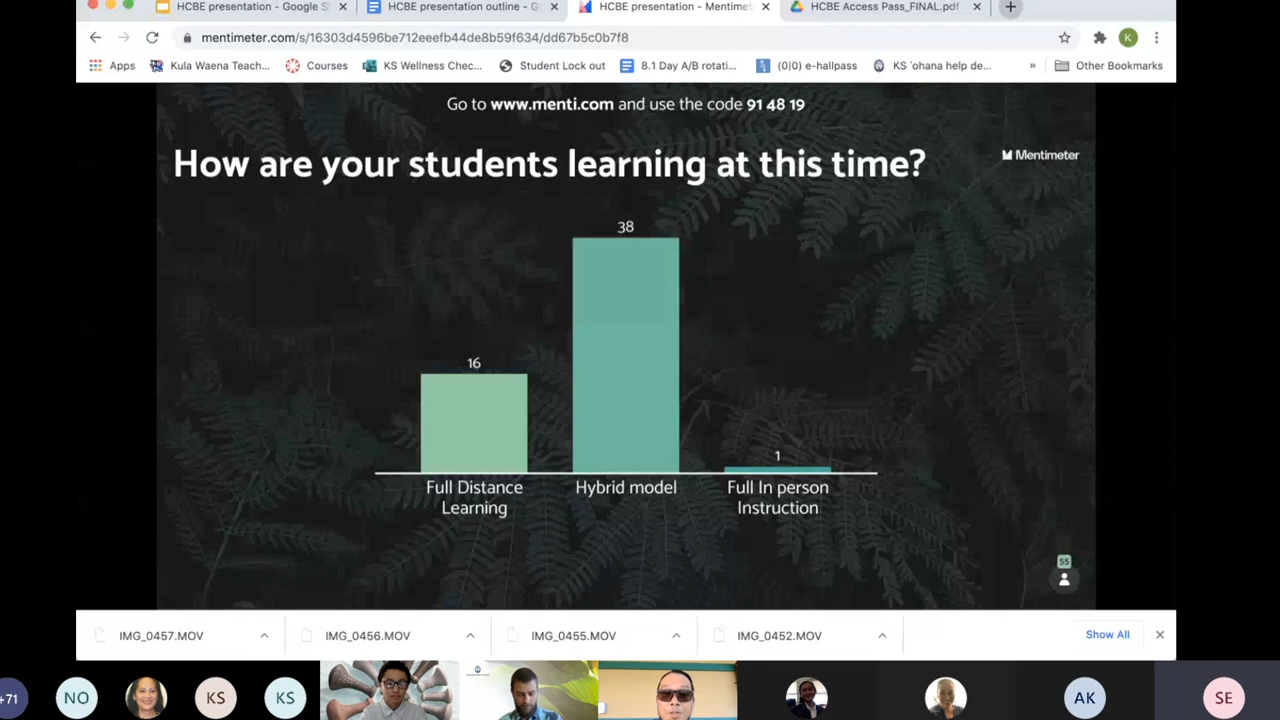 HCBE presentation - Google S
HCBE presentation outline - G
HCBE presentation - Mentimet
HCBE Access Pass_FINAL.pdf
mentimeter.com/s/16303d4596be712eeefb44de8b59f634/dd67b5c0b7f8
K
Apps
Kula Waena Teach...
Courses
KS Wellness Chec...
Student Lock out
8.1 Day A/B rotati...
(0|0) e-hallpass
KS ʻohana help de...
»
Other Bookmarks
Go to www.menti.com and use the code 91 48 19
How are your students learning at this time?
Mentimeter
38
16
1
Full Distance
Learning
Hybrid model
Full In person
Instruction
55
IMG_0457.MOV
IMG_0456.MOV
IMG_0455.MOV
IMG_0452.MOV
Show All
+71
NO
KS
KS
AK
SE